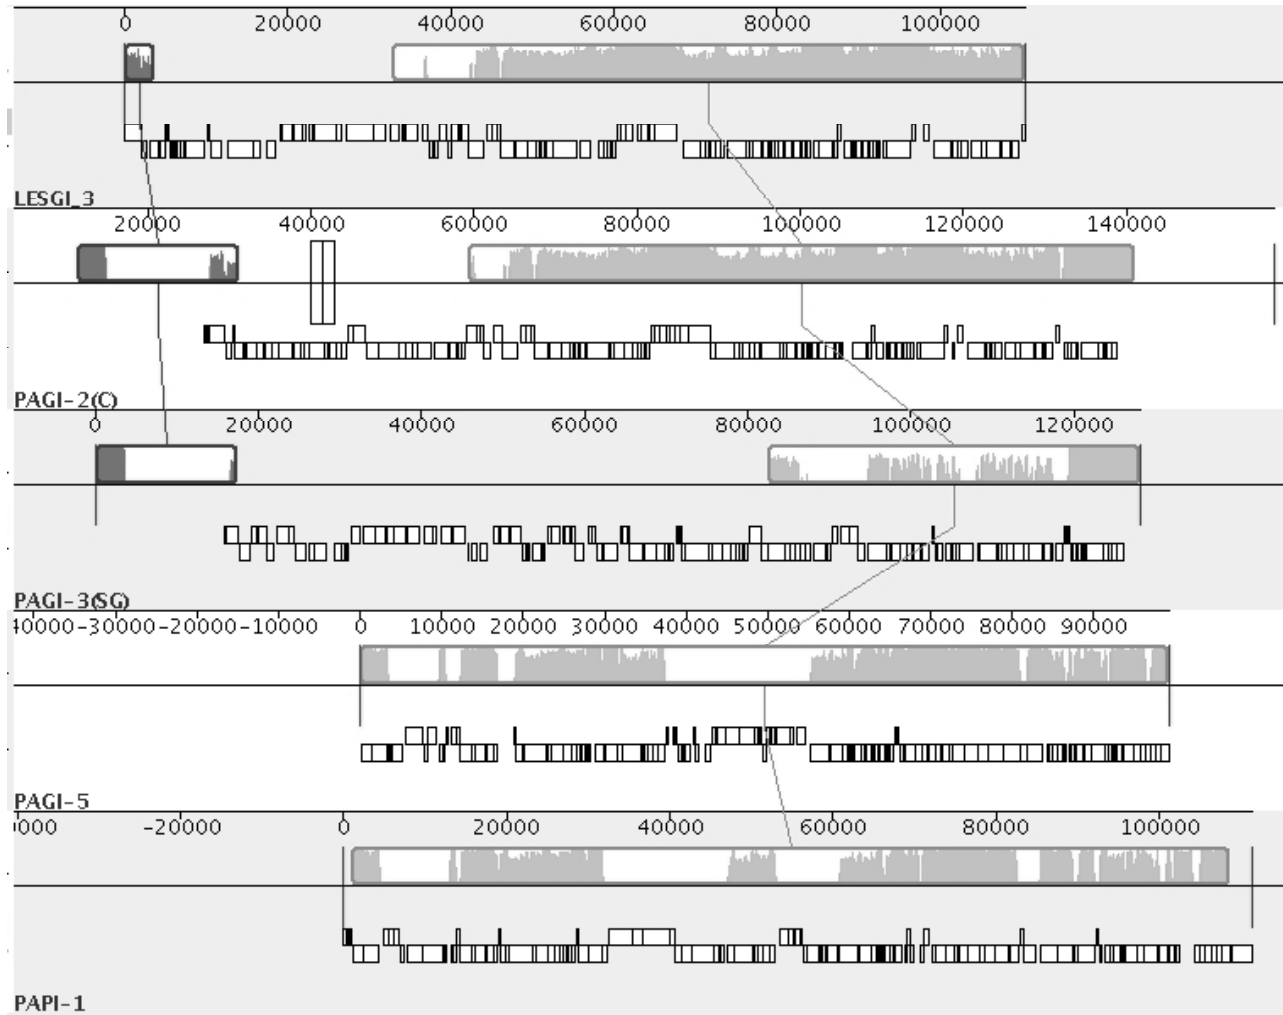 0 20000 40000 60000 80000 100000
LESGI_3
20000 40000 60000 80000 100000 120000 140000
PAGI-2(C)
0 20000 40000 60000 80000 100000 120000
PAGI-3(SG)
40000 -30000 -20000 -10000 0 10000 20000 30000 40000 50000 60000 70000 80000 90000
PAGI-5
0000 -20000 0 20000 40000 60000 80000 100000
PAPI-1